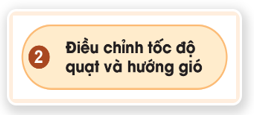 2
Điều chỉnh tốc độ
quạt và hướng gió